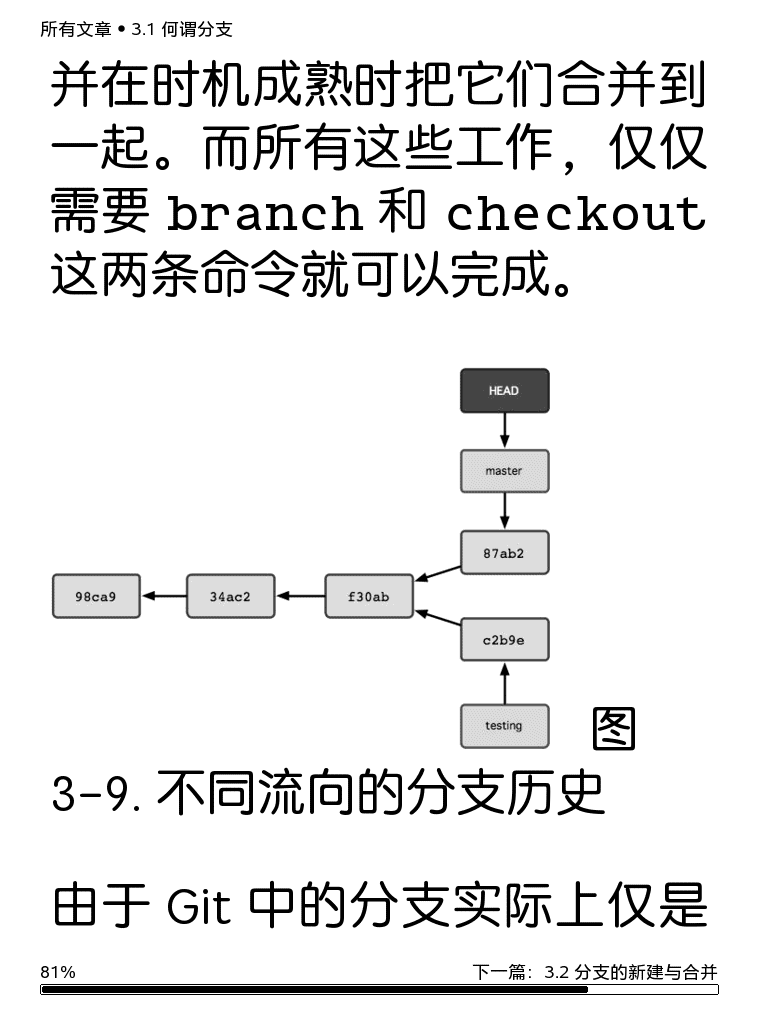 所有文章 • 3.1 何谓分支
并在时机成熟时把它们合并到
一起。而所有这些工作，仅仅
需要 branch 和 checkout
这两条命令就可以完成。
HEAD
master
87ab2
98ca9
34ac2
f30ab
c2b9e
testing
图
3-9. 不同流向的分支历史
由于 Git 中的分支实际上仅是
81%
下一篇：3.2 分支的新建与合并